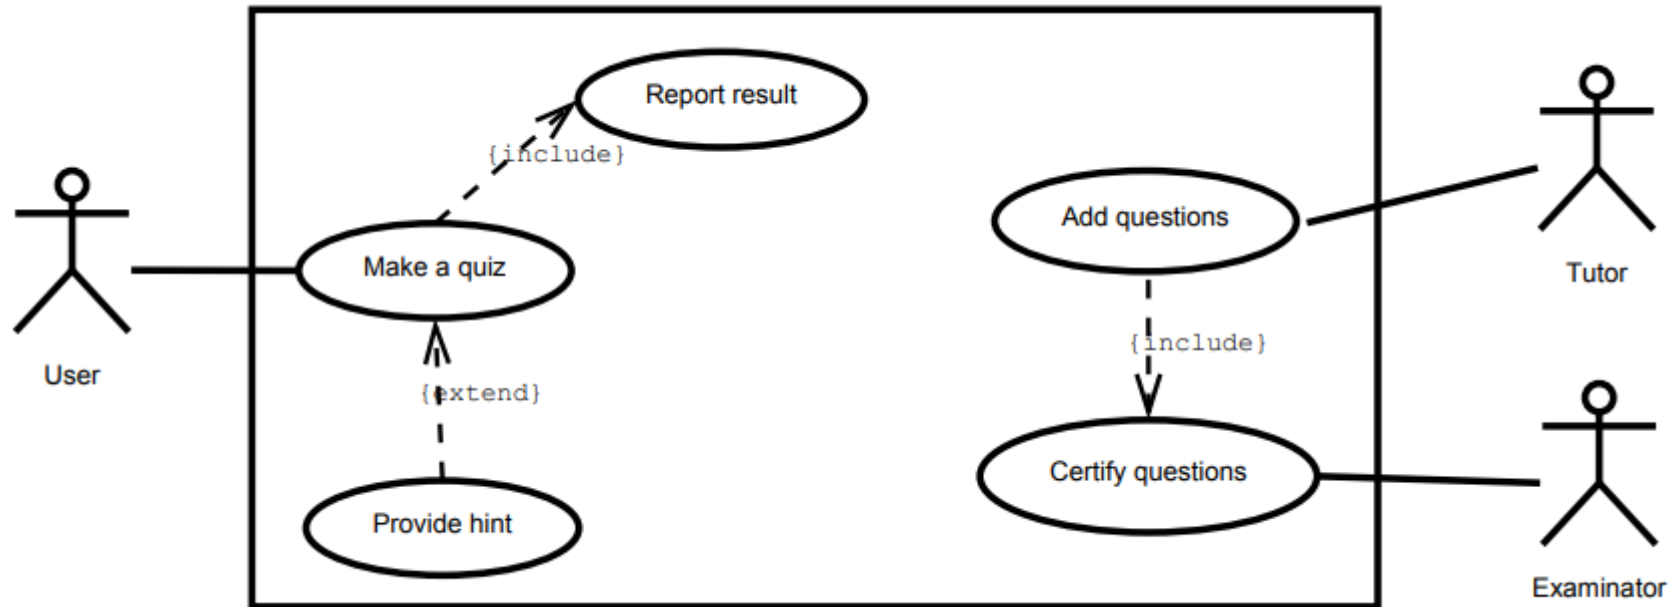 Report result
{include}
Make a quiz
User
{extend}
Provide hint
Add questions
Tutor
{include}
Certify questions
Examinator